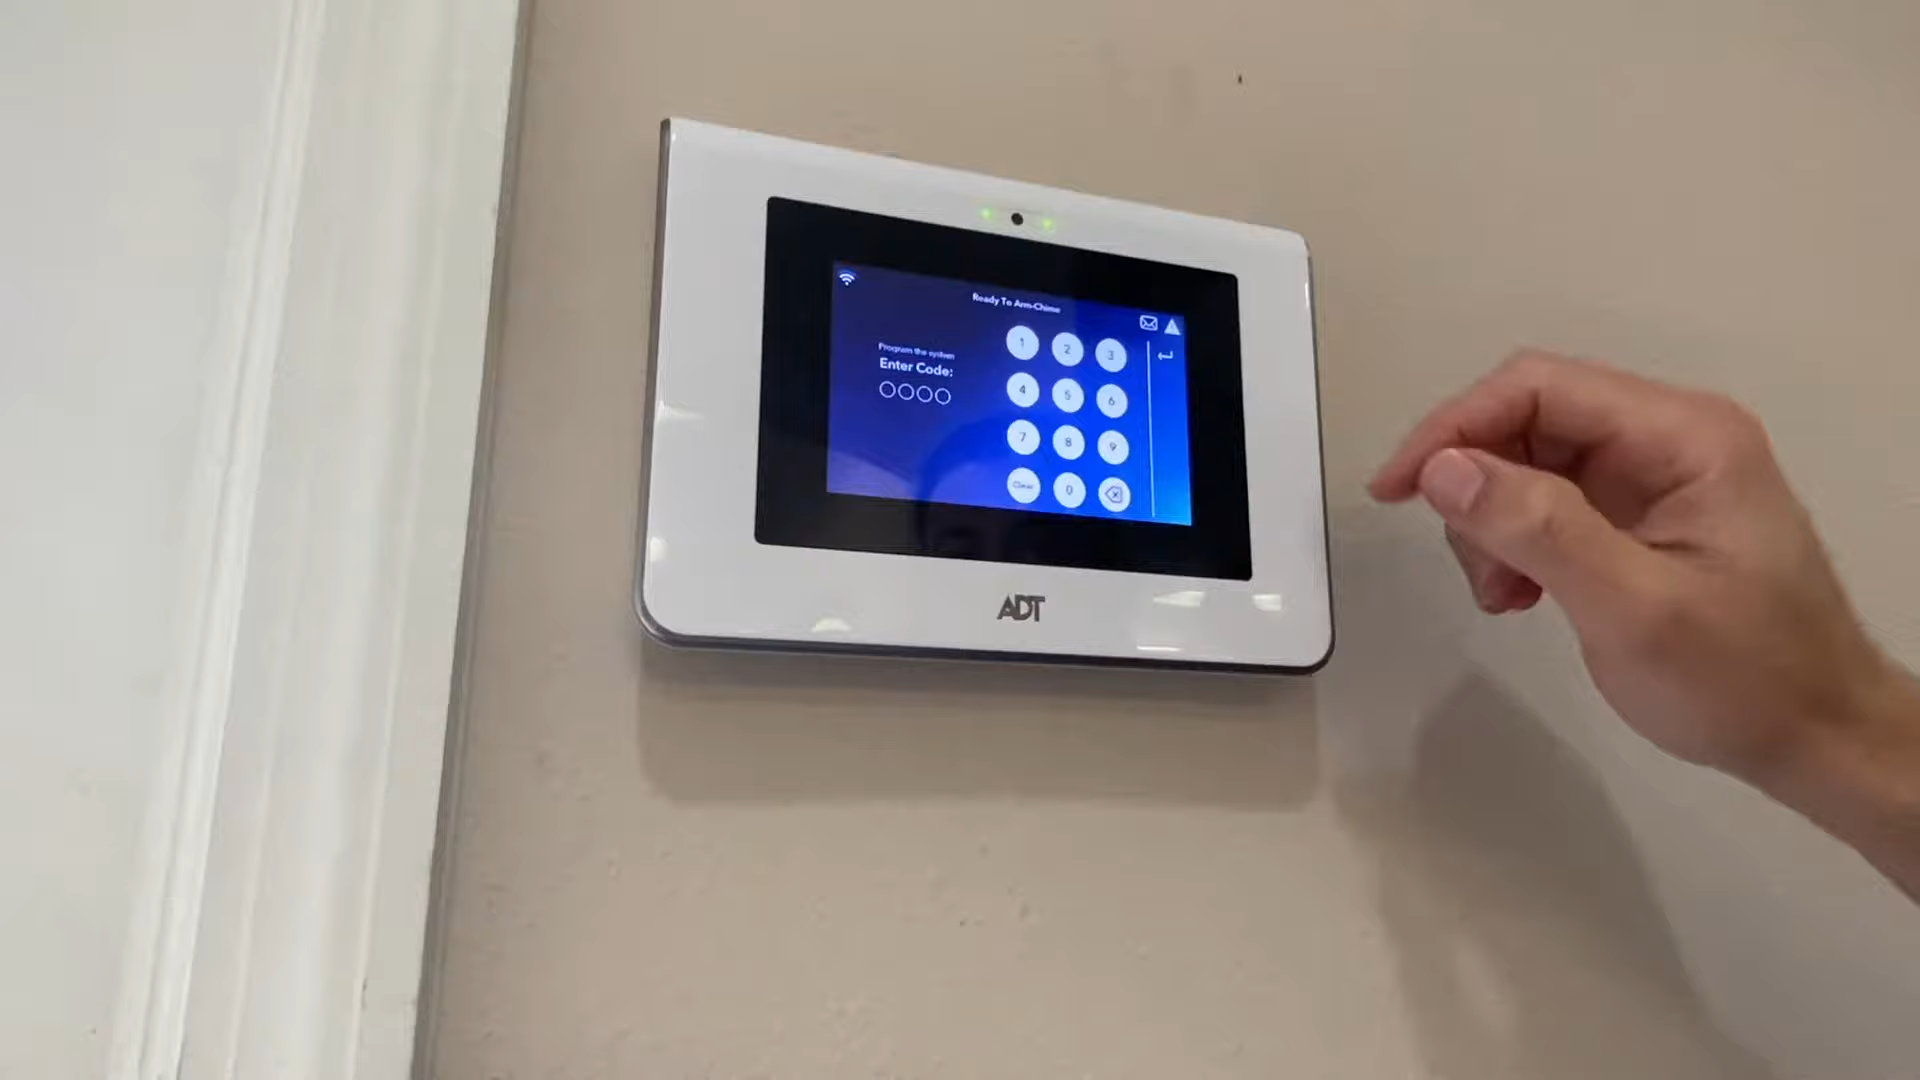 Ready To Arm-Chime
Program the system
Enter Code:
1 2 3
4 5 6
7 8 9
Clear 0
ADT